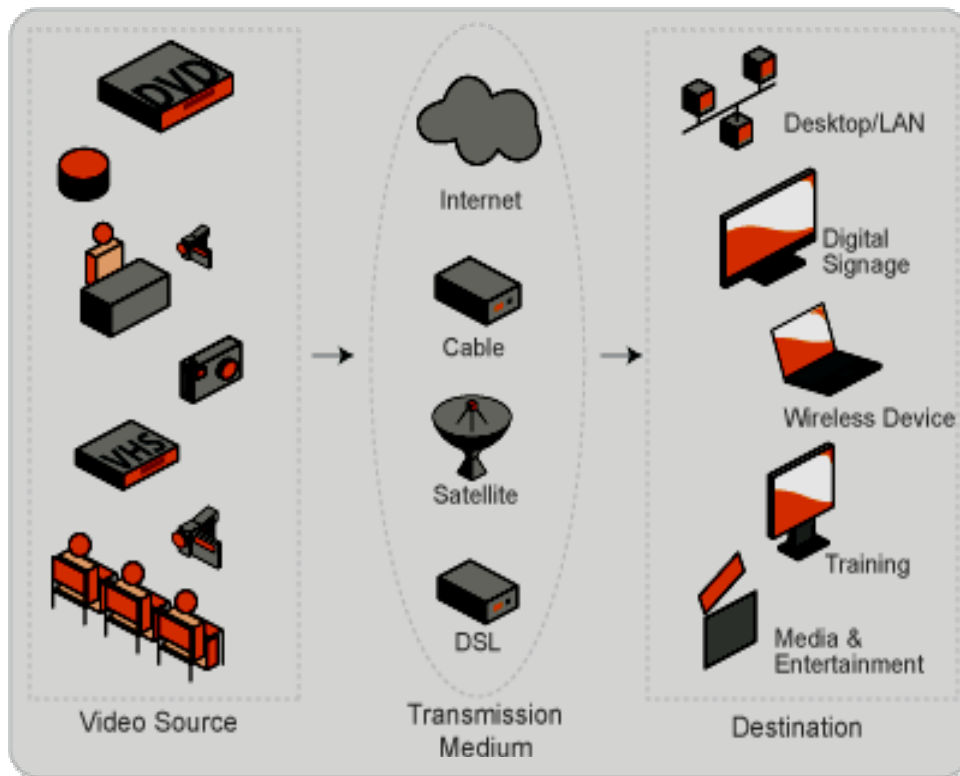 DVD
VHS
Video Source
Internet
Cable
Satellite
DSL
Transmission
Medium
Desktop/LAN
Digital
Signage
Wireless Device
Training
Media &
Entertainment
Destination